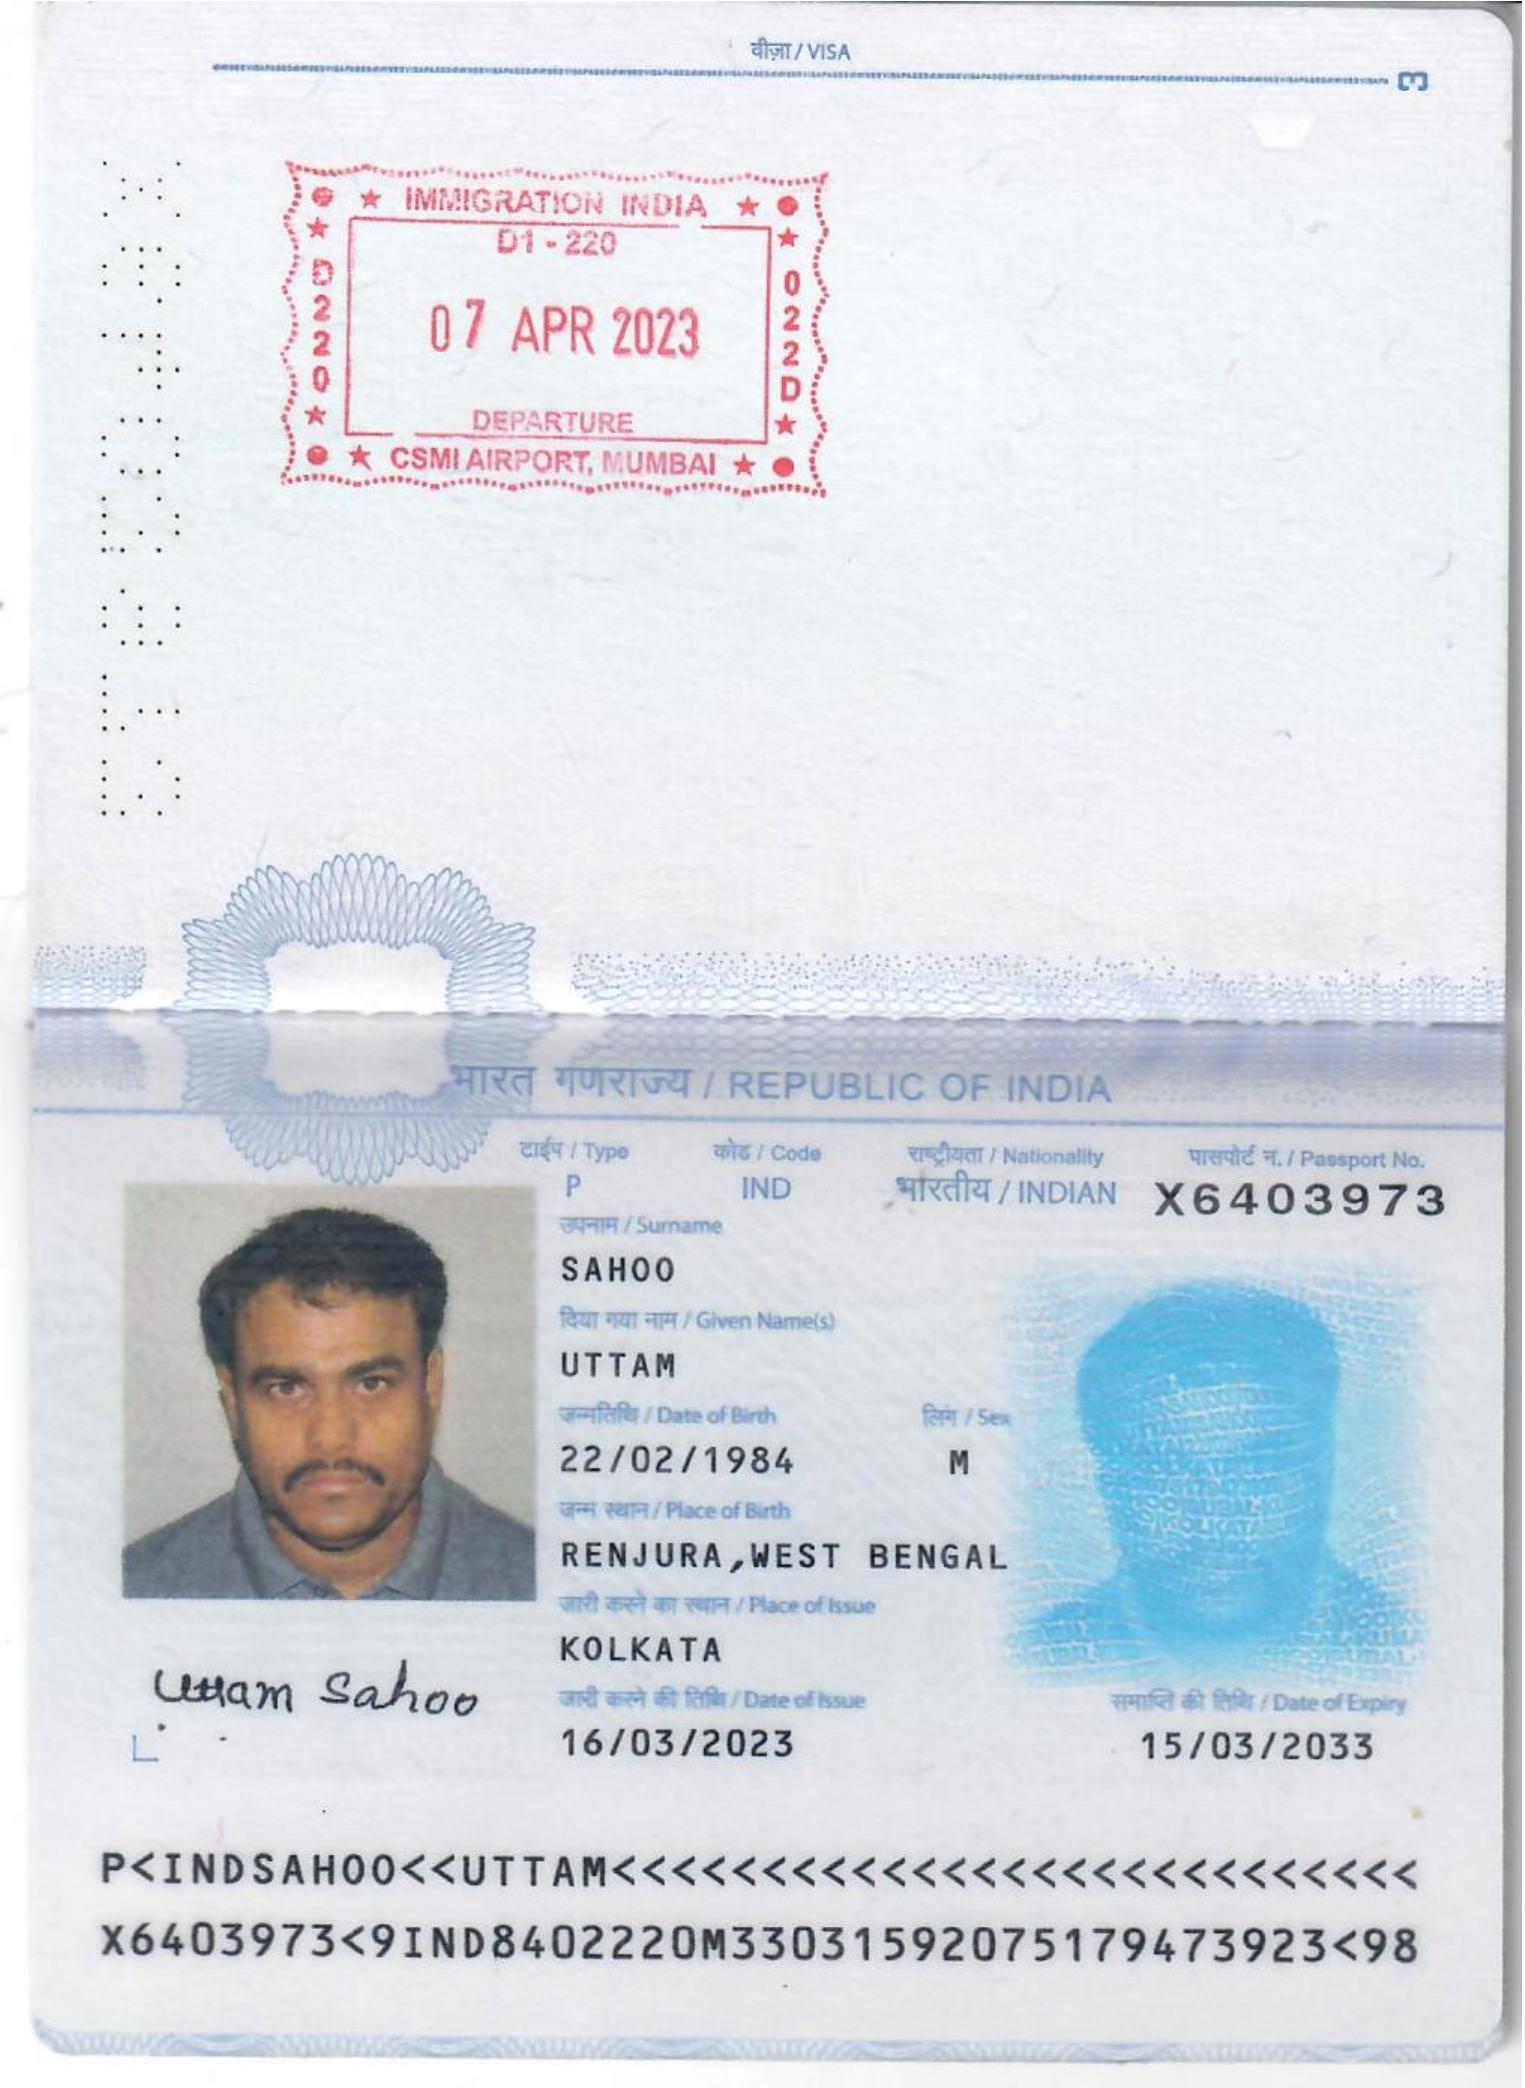 वीज़ा / VISA
3
IMMIGRATION INDIA
D1 - 220
D220
022D
07 APR 2023
DEPARTURE
CSMI AIRPORT, MUMBAI
भारत गणराज्य / REPUBLIC OF INDIA
टाईप / Type कोड / Code राष्ट्रीयता / Nationality पासपोर्ट न. / Passport No.
P IND भारतीय / INDIAN X6403973
उपनाम / Surname
SAHOO
दिया गया नाम / Given Name(s)
UTTAM
जन्मतिथि / Date of Birth लिंग / Sex
22/02/1984 M
जन्म स्थान / Place of Birth
RENJURA,WEST BENGAL
जारी करने का स्थान / Place of Issue
KOLKATA
Uttam Sahoo
जारी करने की तिथि / Date of Issue समाप्ति की तिथि / Date of Expiry
16/03/2023 15/03/2033
P<INDSAHOO<<UTTAM<<<<<<<<<<<<<<<<<<<<<<<<<<<
X6403973<9IND8402220M33031592075179473923<98